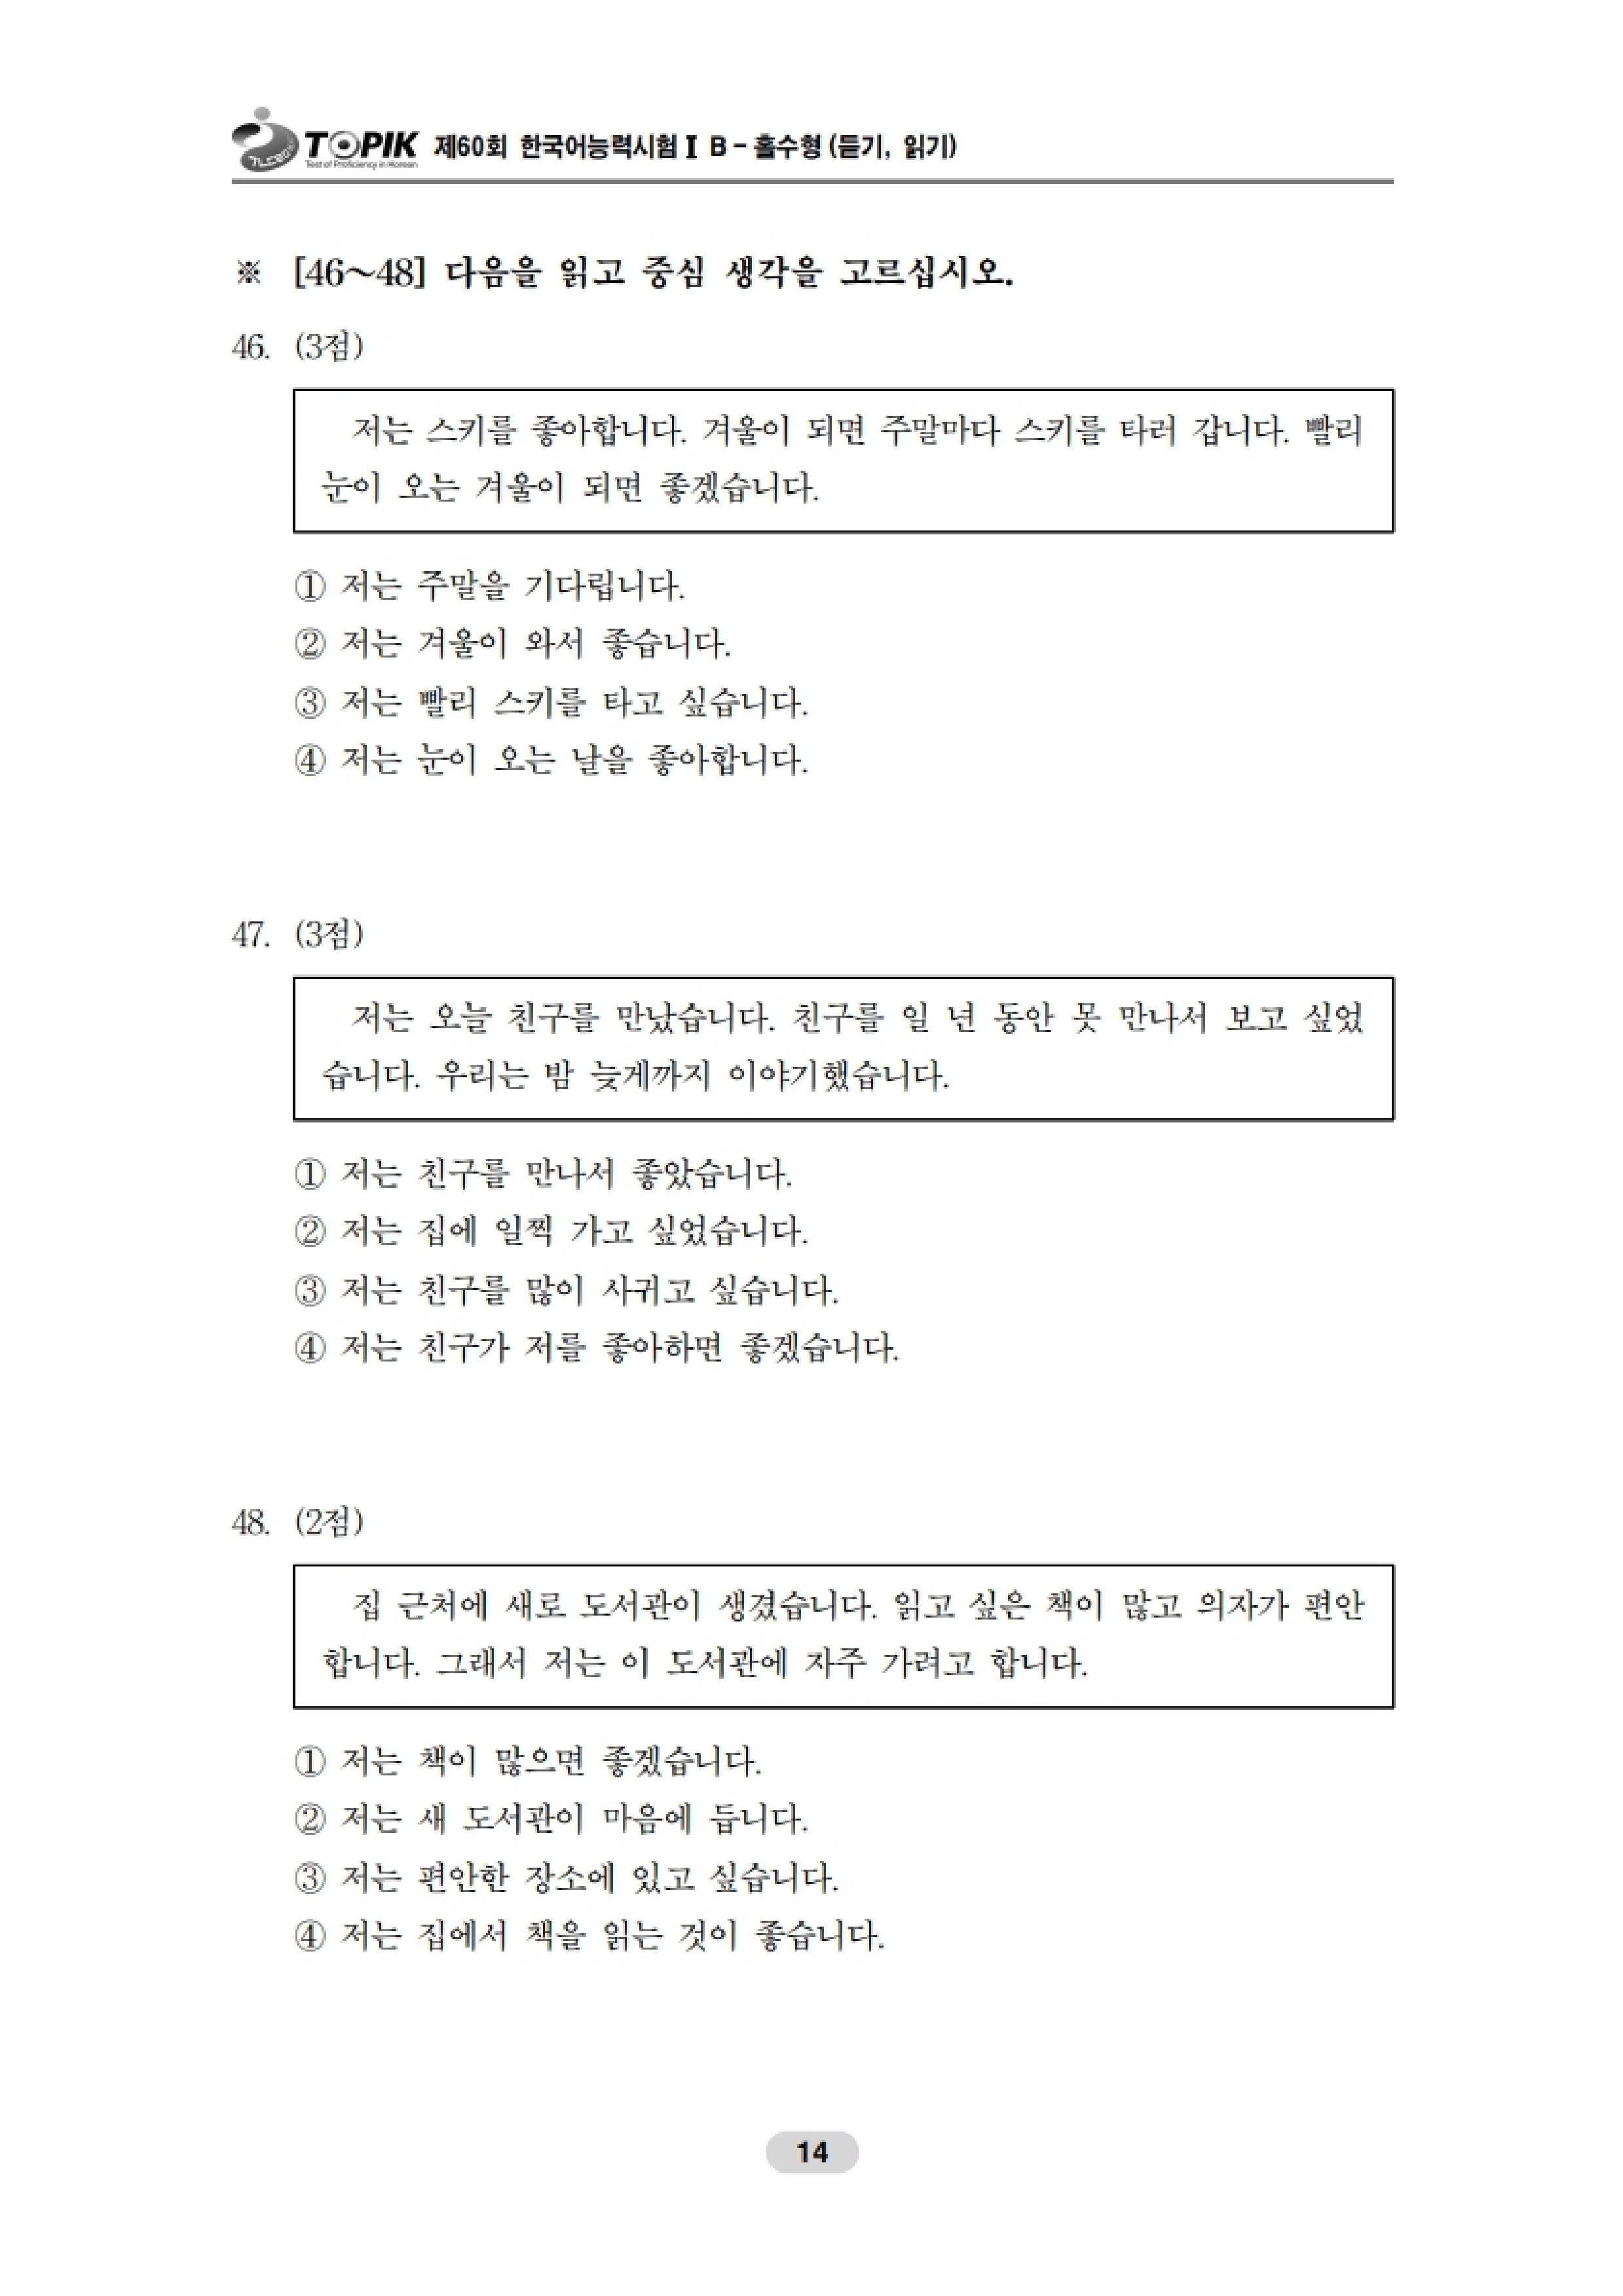 TOPIK 제60회 한국어능력시험Ⅰ B - 홀수형 (듣기, 읽기)
Test of Proficiency in Korean
※ [46~48] 다음을 읽고 중심 생각을 고르십시오.
46. (3점)
저는 스키를 좋아합니다. 겨울이 되면 주말마다 스키를 타러 갑니다. 빨리
눈이 오는 겨울이 되면 좋겠습니다.
① 저는 주말을 기다립니다.
② 저는 겨울이 와서 좋습니다.
③ 저는 빨리 스키를 타고 싶습니다.
④ 저는 눈이 오는 날을 좋아합니다.
47. (3점)
저는 오늘 친구를 만났습니다. 친구를 일 년 동안 못 만나서 보고 싶었
습니다. 우리는 밤 늦게까지 이야기했습니다.
① 저는 친구를 만나서 좋았습니다.
② 저는 집에 일찍 가고 싶었습니다.
③ 저는 친구를 많이 사귀고 싶습니다.
④ 저는 친구가 저를 좋아하면 좋겠습니다.
48. (2점)
집 근처에 새로 도서관이 생겼습니다. 읽고 싶은 책이 많고 의자가 편안
합니다. 그래서 저는 이 도서관에 자주 가려고 합니다.
① 저는 책이 많으면 좋겠습니다.
② 저는 새 도서관이 마음에 듭니다.
③ 저는 편안한 장소에 있고 싶습니다.
④ 저는 집에서 책을 읽는 것이 좋습니다.
14